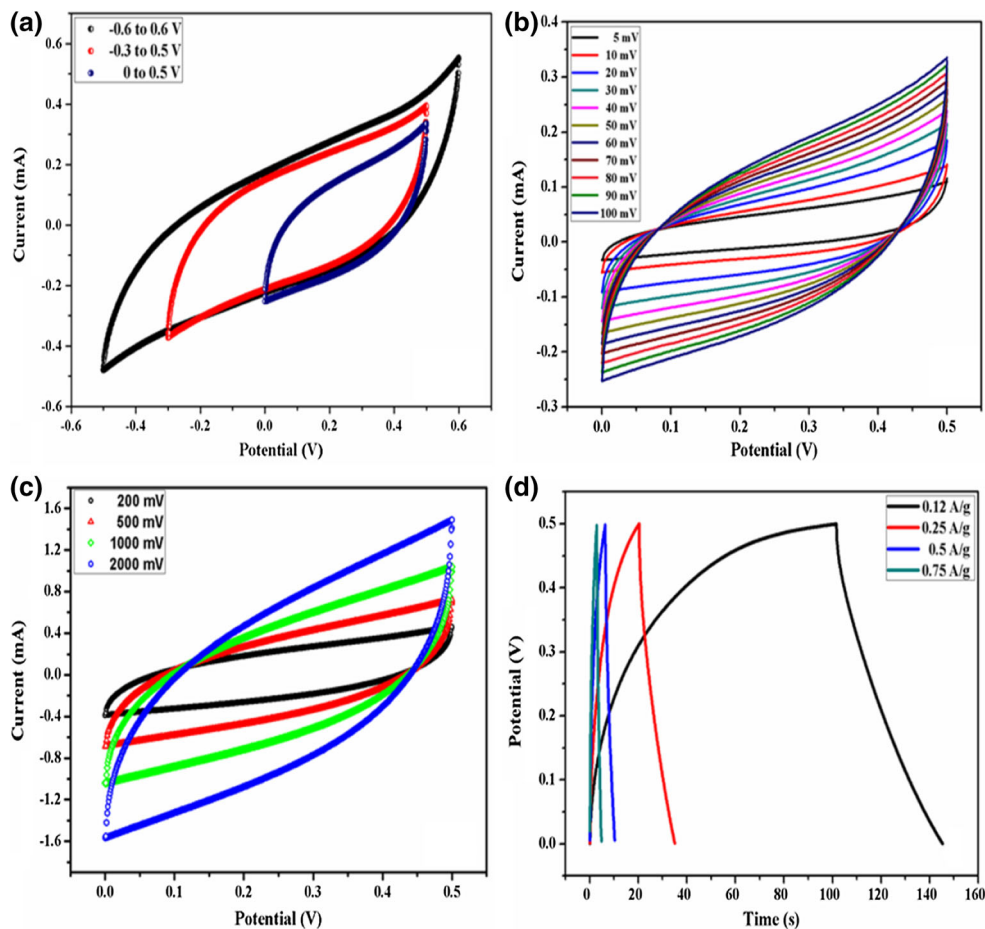 (a)
-0.6 to 0.6 V
-0.3 to 0.5 V
0 to 0.5 V
Current (mA)
0.6
0.4
0.2
0.0
-0.2
-0.4
-0.6
-0.6 -0.4 -0.2 0.0 0.2 0.4 0.6
Potential (V)
(b)
5 mV
10 mV
20 mV
30 mV
40 mV
50 mV
60 mV
70 mV
80 mV
90 mV
100 mV
Current (mA)
0.4
0.3
0.2
0.1
0.0
-0.1
-0.2
-0.3
0.0 0.1 0.2 0.3 0.4 0.5
Potential (V)
(c)
200 mV
500 mV
1000 mV
2000 mV
Current (mA)
1.6
1.2
0.8
0.4
0.0
-0.4
-0.8
-1.2
-1.6
0.0 0.1 0.2 0.3 0.4 0.5
Potential (V)
(d)
0.12 A/g
0.25 A/g
0.5 A/g
0.75 A/g
Potential (V)
0.5
0.4
0.3
0.2
0.1
0.0
0 20 40 60 80 100 120 140 160
Time (s)